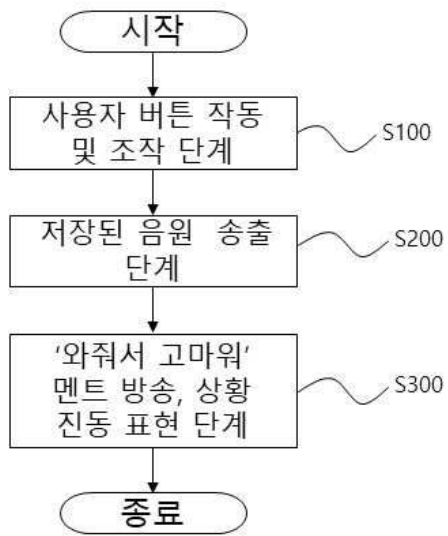 시작
사용자 버튼 작동
및 조작 단계
S100
저장된 음원 송출
단계
S200
‘와줘서 고마워’
멘트 방송, 상황
진동 표현 단계
S300
종료